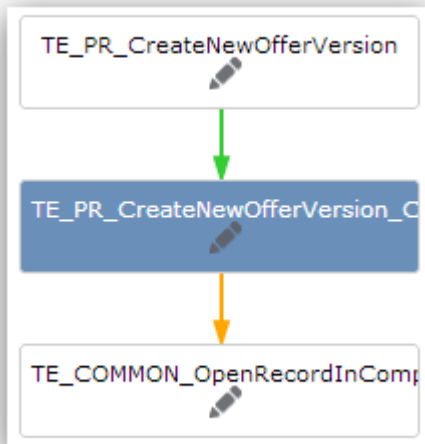 TE_PR_CreateNewOfferVersion
TE_PR_CreateNewOfferVersion_C
TE_COMMON_OpenRecordInComp